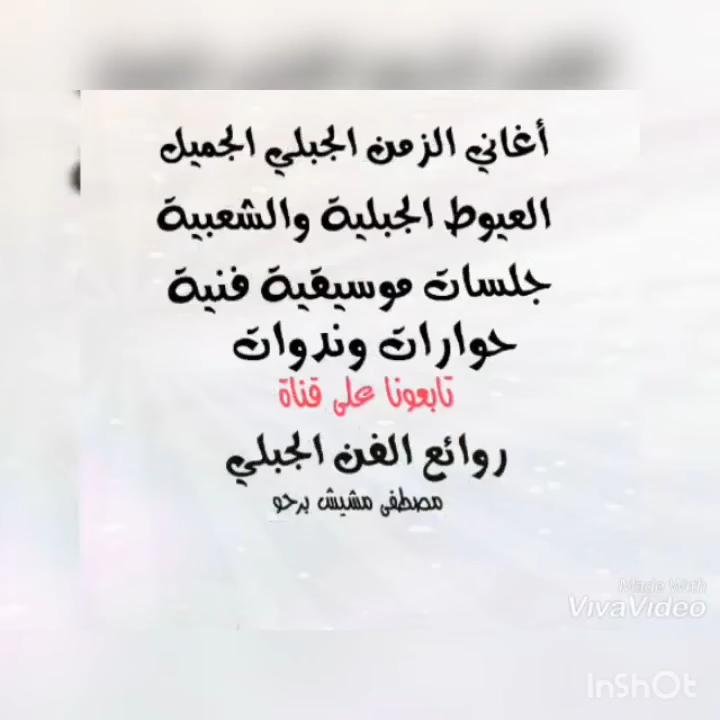 أغاني الزمن الجبلي الجميل
العيوط الجبلية والشعبية
جلسات موسيقية فنية
حوارات وندوات
تابعونا على قناة
روائع الفن الجبلي
مصطفى مشيش برحو
Made With
VivaVideo
InShOt